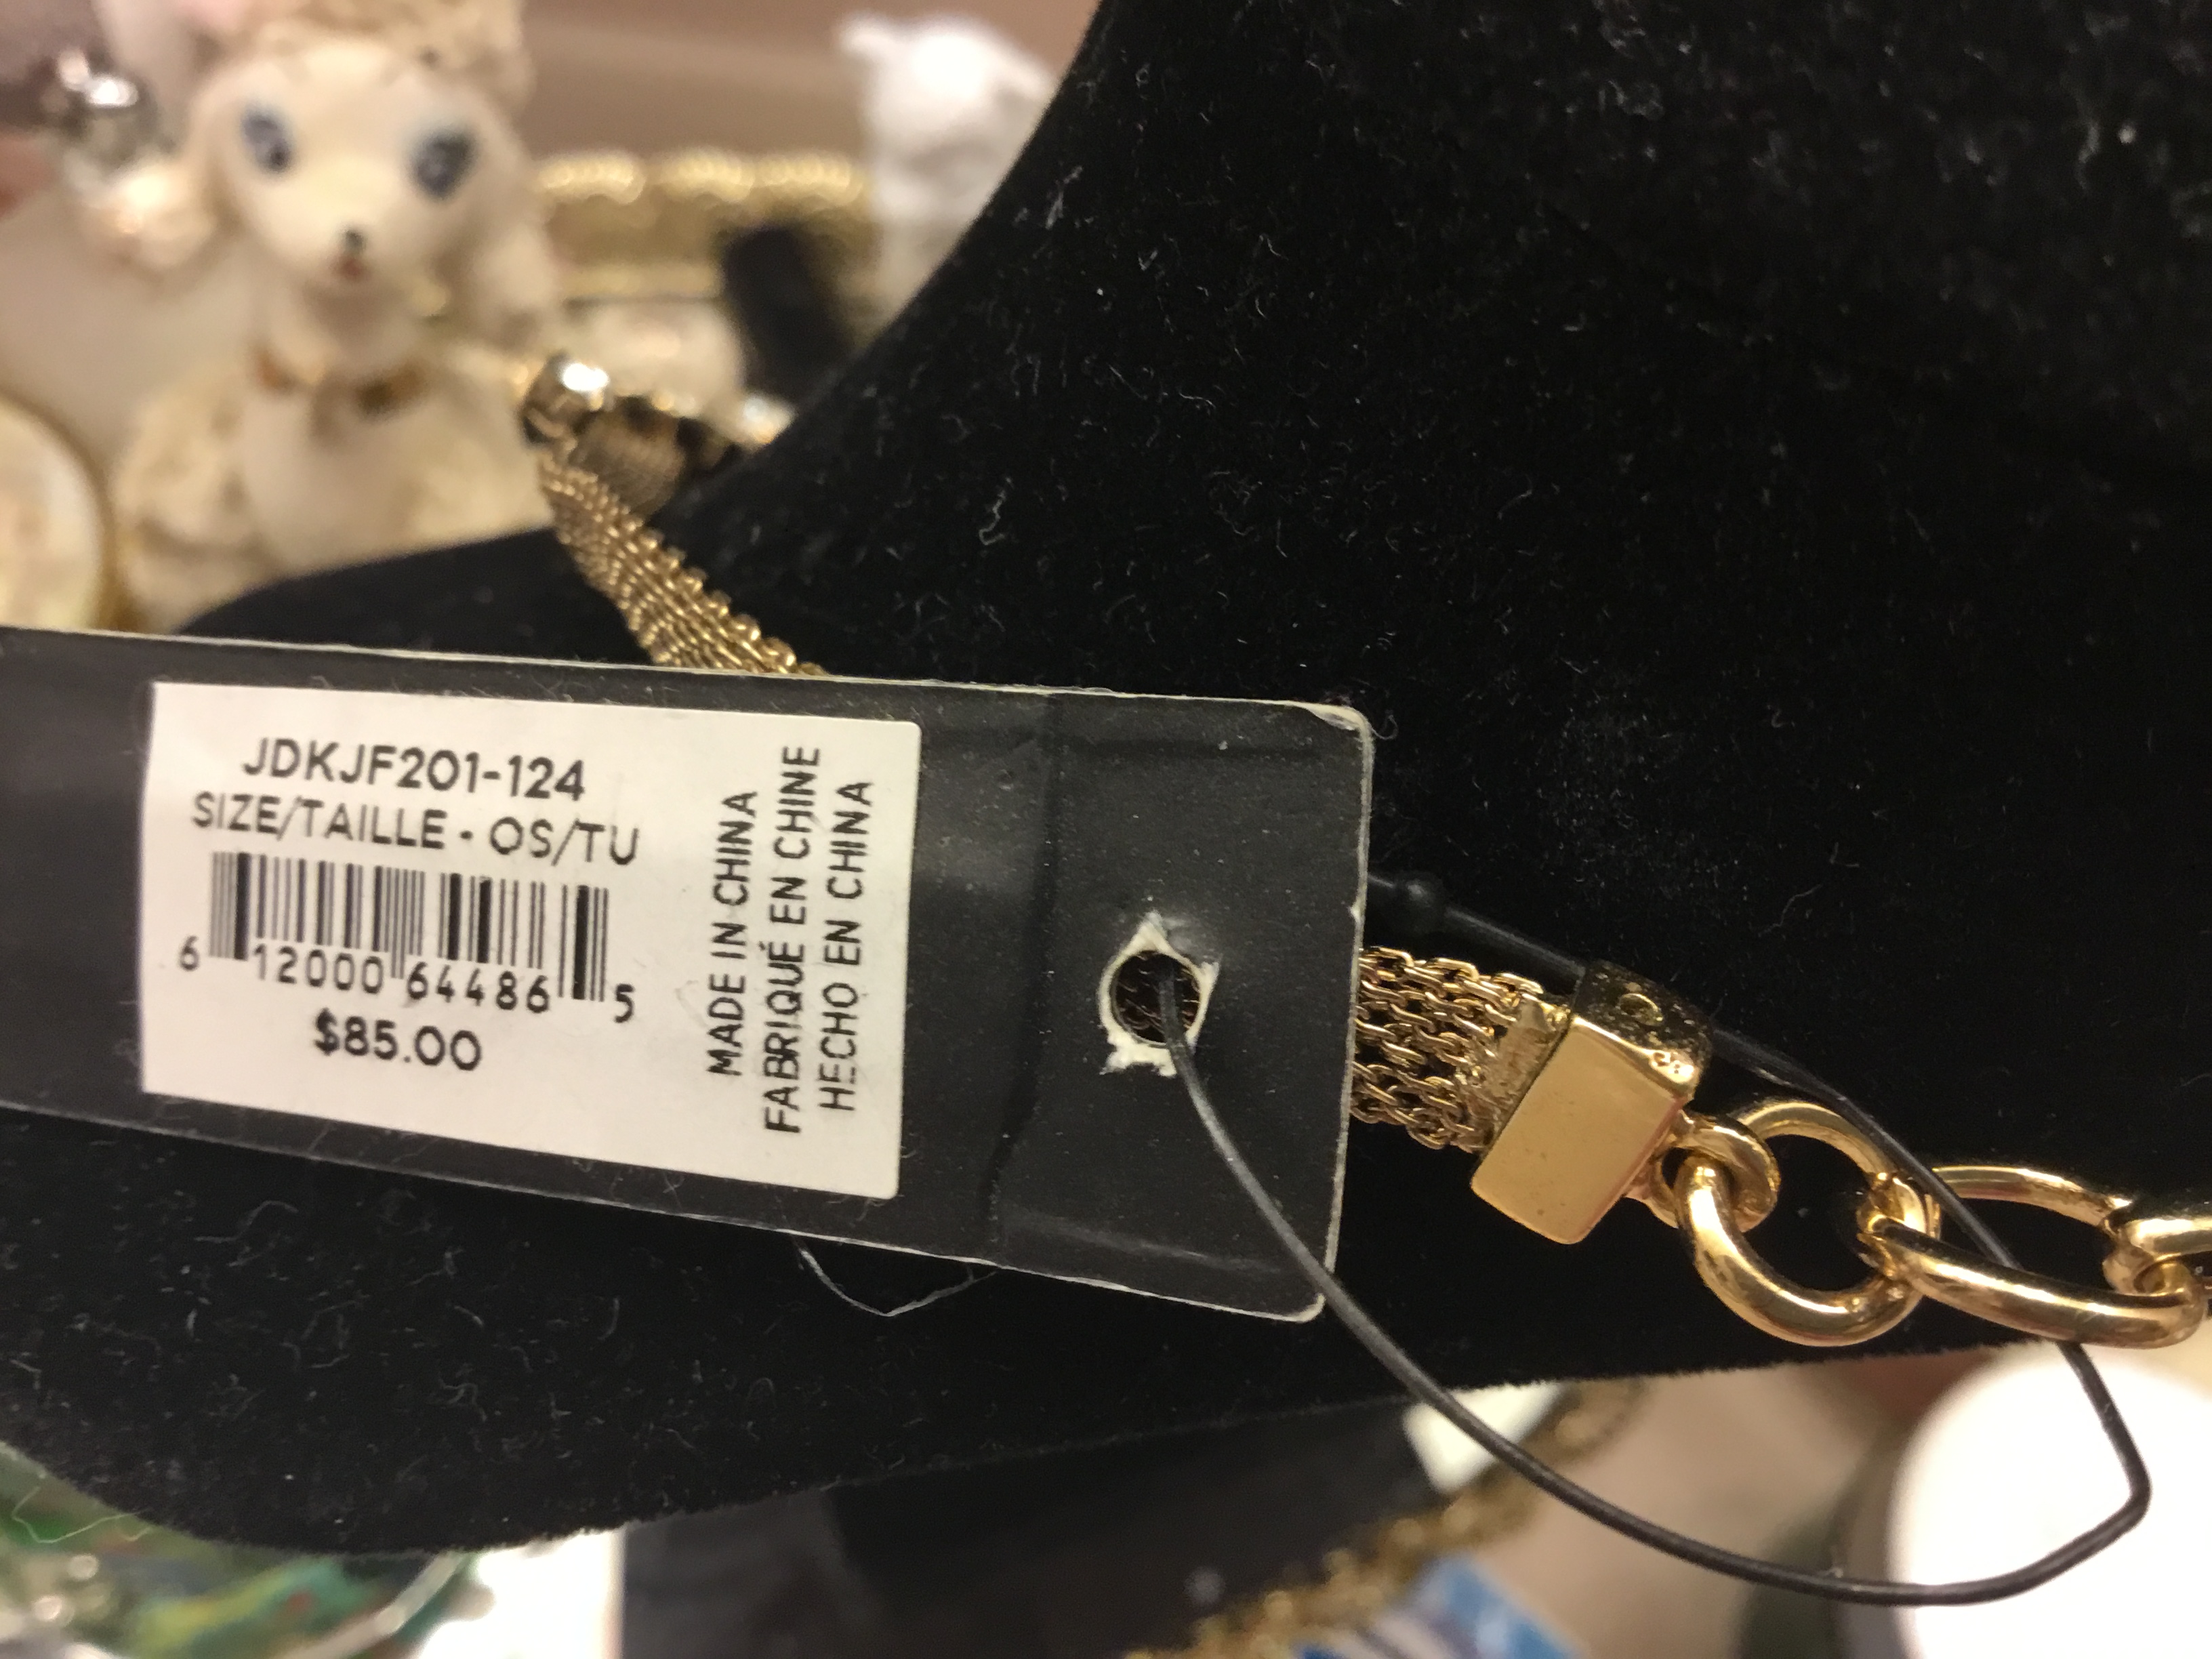 JDKJF201-124
SIZE/TAILLE - OS/TU
6 12000 64486 5
$85.00
MADE IN CHINA
FABRIQUÉ EN CHINE
HECHO EN CHINA